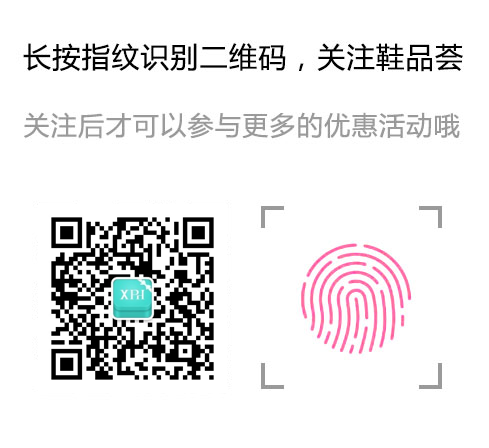 长按指纹识别二维码，关注鞋品荟
关注后才可以参与更多的优惠活动哦